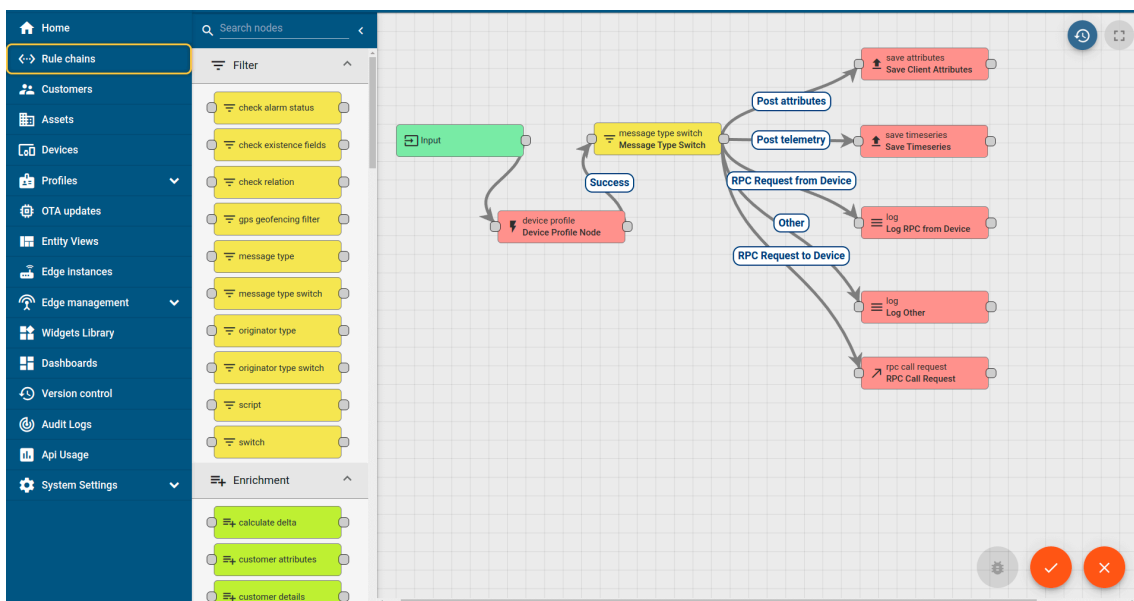 Home
Rule chains
Customers
Assets
Devices
Profiles
OTA updates
Entity Views
Edge instances
Edge management
Widgets Library
Dashboards
Version control
Audit Logs
Api Usage
System Settings
Search nodes
Filter
check alarm status
check existence fields
check relation
gps geofencing filter
message type
message type switch
originator type
originator type switch
script
switch
Enrichment
calculate delta
customer attributes
customer details
Input
device profile
Device Profile Node
Success
message type switch
Message Type Switch
Post attributes
Post telemetry
RPC Request from Device
Other
RPC Request to Device
save attributes
Save Client Attributes
save timeseries
Save Timeseries
log
Log RPC from Device
log
Log Other
rpc call request
RPC Call Request